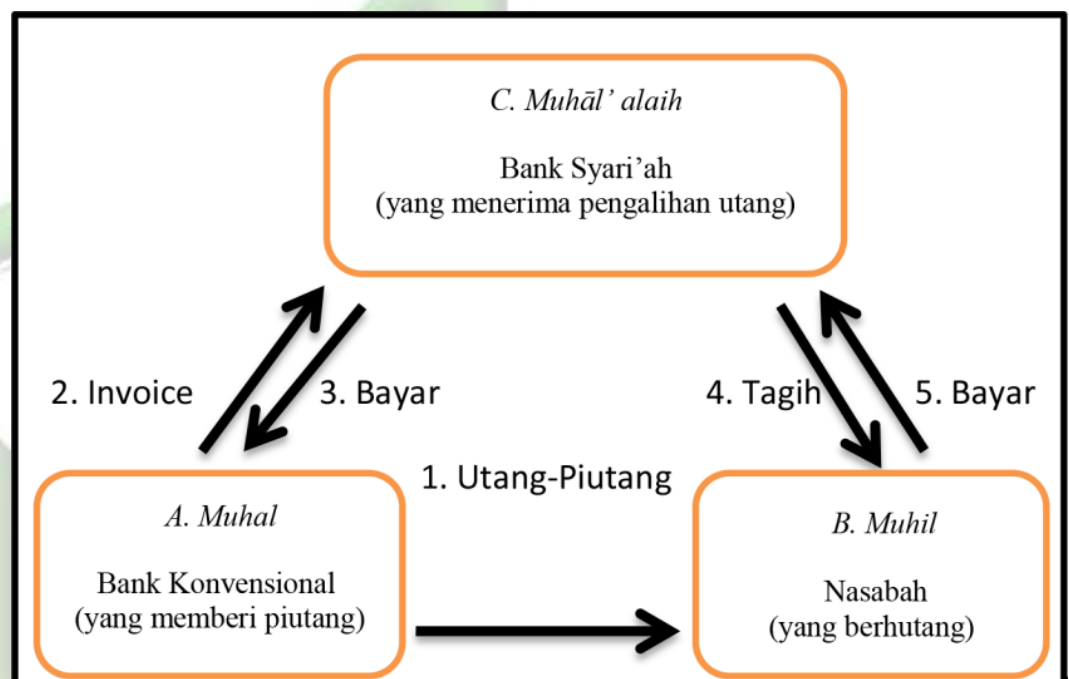 C. Muhāl’ alaih
Bank Syari’ah
(yang menerima pengalihan utang)
2. Invoice
3. Bayar
4. Tagih
5. Bayar
1. Utang-Piutang
A. Muhal
Bank Konvensional
(yang memberi piutang)
B. Muhil
Nasabah
(yang berhutang)